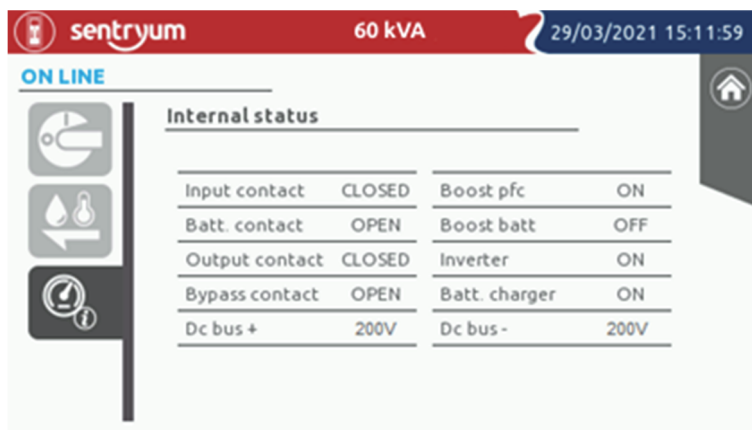 sentryum 60 kVA 29/03/2021 15:11:59
ON LINE
Internal status
Input contact CLOSED Boost pfc ON
Batt. contact OPEN Boost batt OFF
Output contact CLOSED Inverter ON
Bypass contact OPEN Batt. charger ON
Dc bus + 200V Dc bus - 200V
i